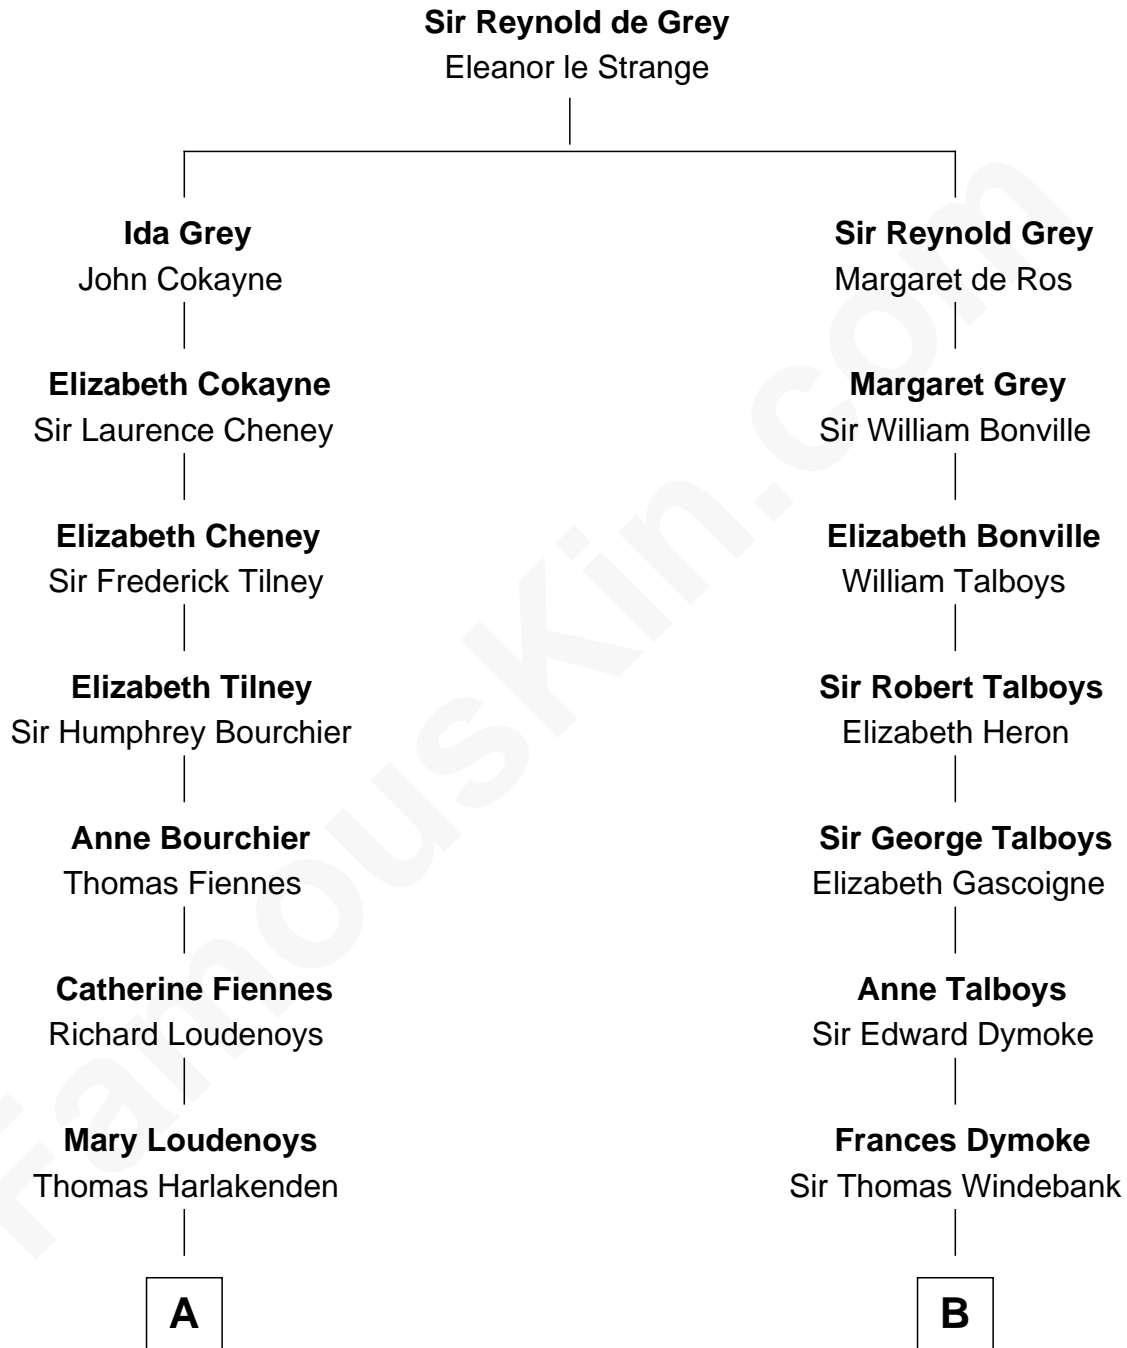 Sir Reynold de Grey
Eleanor le Strange
Ida Grey
John Cokayne
Sir Reynold Grey
Margaret de Ros
Elizabeth Cokayne
Sir Laurence Cheney
Margaret Grey
Sir William Bonville
Elizabeth Cheney
Sir Frederick Tilney
Elizabeth Bonville
William Talboys
Elizabeth Tilney
Sir Humphrey Bourchier
Sir Robert Talboys
Elizabeth Heron
Anne Bourchier
Thomas Fiennes
Sir George Talboys
Elizabeth Gascoigne
Catherine Fiennes
Richard Loudenoys
Anne Talboys
Sir Edward Dymoke
Mary Loudenoys
Thomas Harlakenden
Frances Dymoke
Sir Thomas Windebank
A
B
FamousKin.com